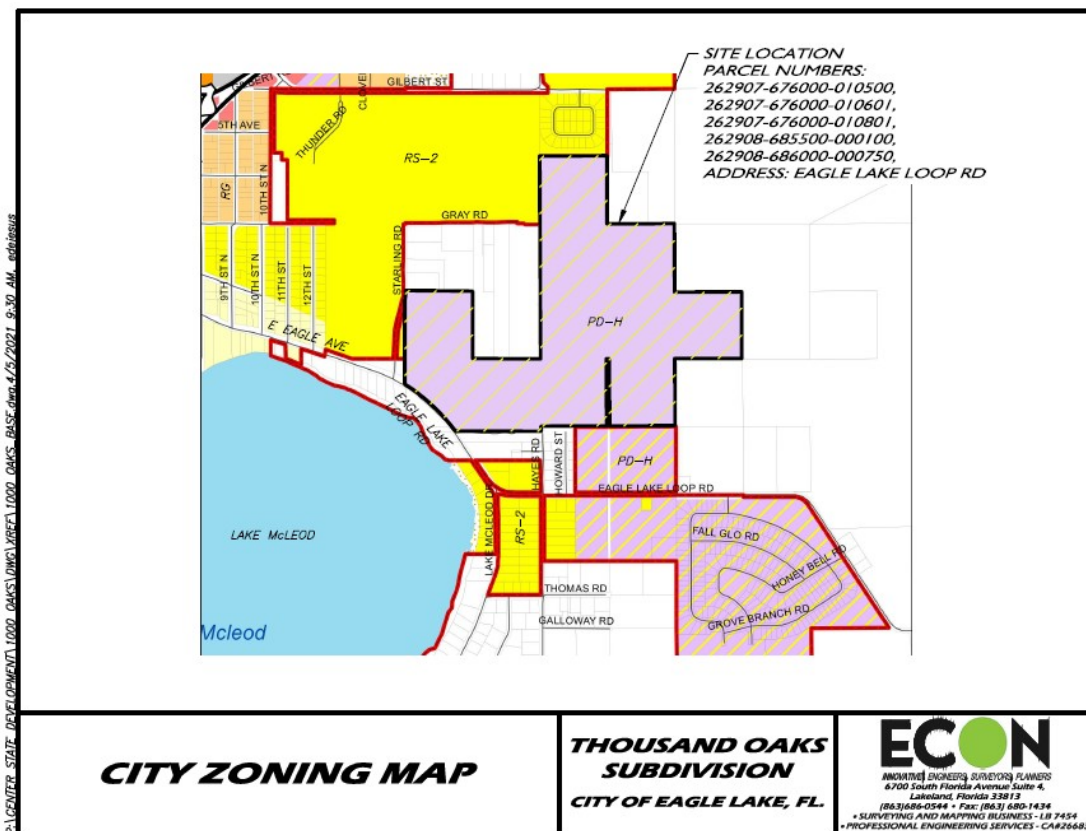 SITE LOCATION
PARCEL NUMBERS:
262907-676000-010500,
262907-676000-010601,
262907-676000-010801,
262908-685500-000100,
262908-686000-000750,
ADDRESS: EAGLE LAKE LOOP RD
GILBERT ST
5TH AVE
THUNDER RD
RS-2
RG
10TH ST N
GRAY RD
STARLING RD
9TH ST N
10TH ST N
11TH ST
12TH ST
E EAGLE AVE
PD-H
EAGLE LAKE
LOOP RD
HAYES RD
HOWARD ST
PD-H
EAGLE LAKE LOOP RD
LAKE McLEOD
RS-2
FALL GLO RD
HONEY BELL RD
THOMAS RD
GROVE BRANCH RD
GALLOWAY RD
Mcleod
CITY ZONING MAP
THOUSAND OAKS
SUBDIVISION
CITY OF EAGLE LAKE, FL.
ECON
INNOVATIVE ENGINEERS SURVEYORS PLANNERS
6700 South Florida Avenue Suite 4,
Lakeland, Florida 33813
(863)686-0544 • Fax: (863) 680-1434
• SURVEYING AND MAPPING BUSINESS - LB 7454
• PROFESSIONAL ENGINEERING SERVICES - CA#2668